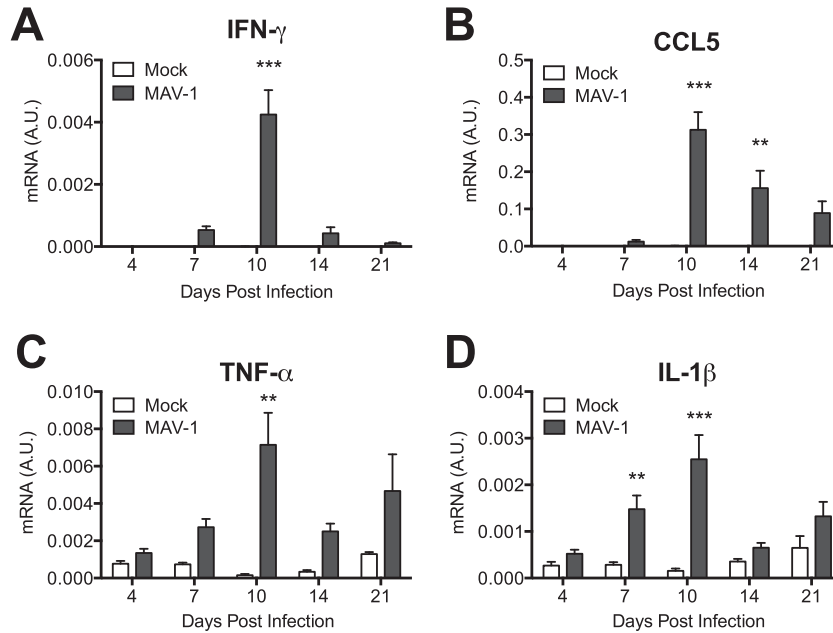 A
IFN-γ
Mock
MAV-1
***
mRNA (A.U.)
0.006
0.004
0.002
0.000
4 7 10 14 21
Days Post Infection
B
CCL5
Mock
MAV-1
***
**
mRNA (A.U.)
0.5
0.4
0.3
0.2
0.1
0.0
4 7 10 14 21
Days Post Infection
C
TNF-α
Mock
MAV-1
**
mRNA (A.U.)
0.010
0.008
0.006
0.004
0.002
0.000
4 7 10 14 21
Days Post Infection
D
IL-1β
Mock
MAV-1
**
***
mRNA (A.U.)
0.004
0.003
0.002
0.001
0.000
4 7 10 14 21
Days Post Infection